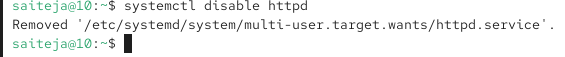 saiteja@10:~$ systemctl disable httpd
Removed '/etc/systemd/system/multi-user.target.wants/httpd.service'.
saiteja@10:~$